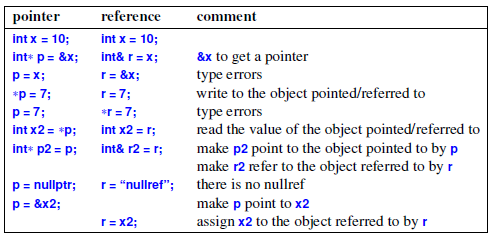 pointer reference comment
int x = 10; int x = 10;
int∗ p = &x; int& r = x; &x to get a pointer
p = x; r = &x; type errors
∗p = 7; r = 7; write to the object pointed/referred to
p = 7; ∗r = 7; type errors
int x2 = ∗p; int x2 = r; read the value of the object pointed/referred to
int∗ p2 = p; int& r2 = r; make p2 point to the object pointed to by p
make r2 refer to the object referred to by r
p = nullptr; r = “nullref”; there is no nullref
p = &x2; make p point to x2
r = x2; assign x2 to the object referred to by r